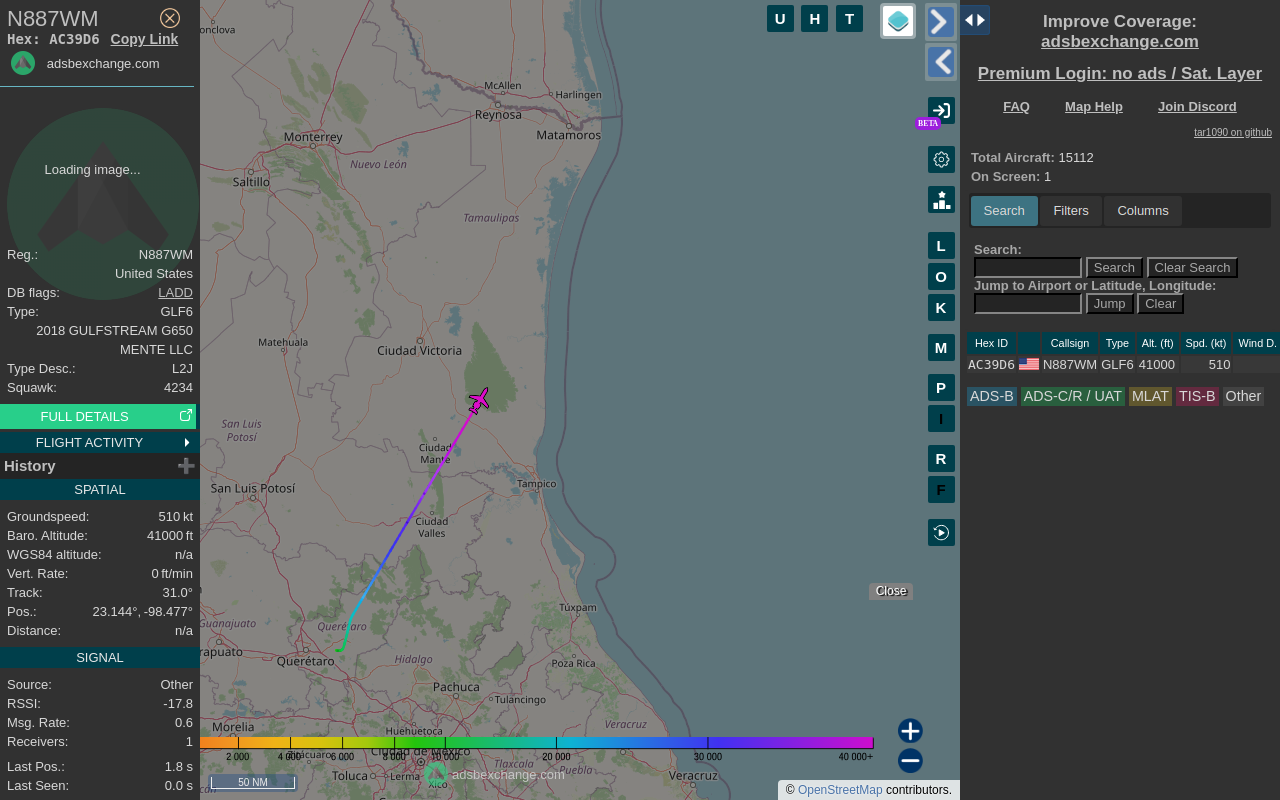 N887WM
Hex: AC39D6 Copy Link
adsbexchange.com
Loading image...
Reg.: N887WM
United States
DB flags: LADD
Type: GLF6
2018 GULFSTREAM G650
MENTE LLC
Type Desc.: L2J
Squawk: 4234
FULL DETAILS
FLIGHT ACTIVITY
History
SPATIAL
Groundspeed: 510 kt
Baro. Altitude: 41000 ft
WGS84 altitude: n/a
Vert. Rate: 0 ft/min
Track: 31.0°
Pos.: 23.144°, -98.477°
Distance: n/a
SIGNAL
Source: Other
RSSI: -17.8
Msg. Rate: 0.6
Receivers: 1
Last Pos.: 1.8 s
Last Seen: 0.0 s
onclova
McAllen
Harlingen
Reynosa
Matamoros
Monterrey
Nuevo León
Saltillo
Tamaulipas
Matehuala
Ciudad Victoria
San Luis
Potosí
Ciudad
Mante
San Luis Potosí
Tampico
Ciudad
Valles
Túxpam
Guanajuato
Querétaro
rapuato
Querétaro
Hidalgo
Poza Rica
Pachuca
Tulancingo
Morelia
Huehuetoca
Veracruz
2 000
6 000
8 000
10 000
20 000
30 000
40 000+
Toluca
Lerma
adsbexchange.com
Puebla
Veracruz
50 NM
U H T
BETA
L
O
K
M
P
I
R
F
Close
© OpenStreetMap contributors.
Improve Coverage:
adsbexchange.com
Premium Login: no ads / Sat. Layer
FAQ Map Help Join Discord
tar1090 on github
Total Aircraft: 15112
On Screen: 1
Search Filters Columns
Search:
Search Clear Search
Jump to Airport or Latitude, Longitude:
Jump Clear
Hex ID Callsign Type Alt. (ft) Spd. (kt) Wind D.
AC39D6 N887WM GLF6 41000 510
ADS-B ADS-C/R / UAT MLAT TIS-B Other